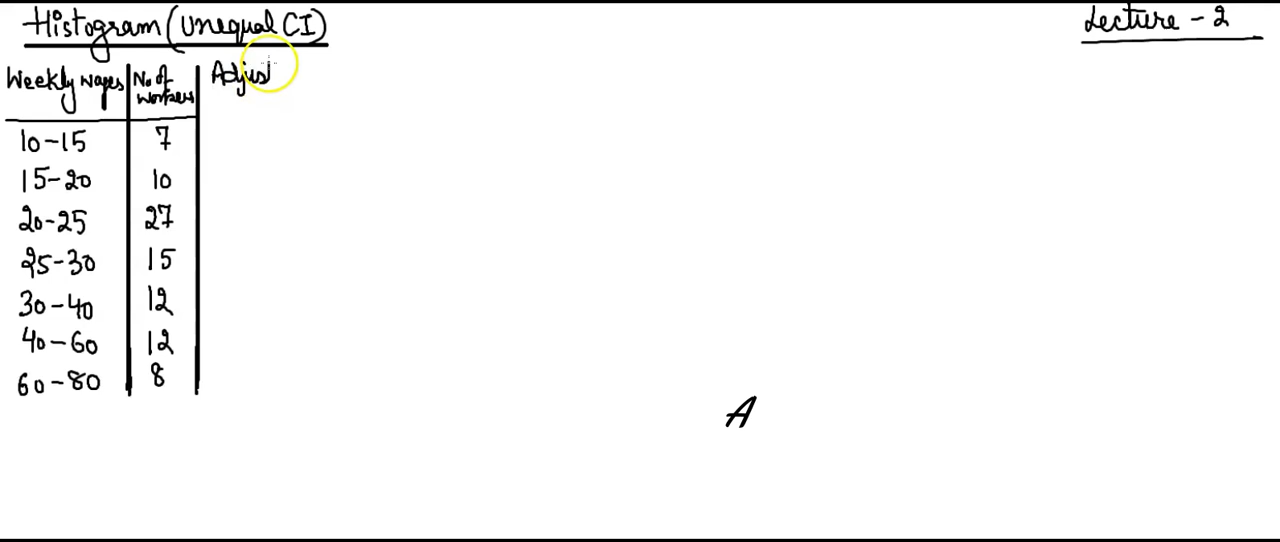 Histogram (Unequal CI)
Lecture - 2
Weekly wages No. of workers Adjus
10-15 7
15-20 10
20-25 27
25-30 15
30-40 12
40-60 12
60-80 8
A